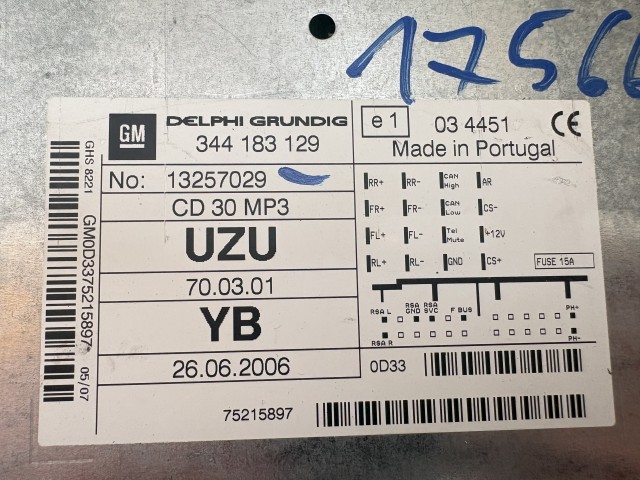 1756
GM
DELPHI GRUNDIG
344 183 129
e1
03 4451
CE
Made in Portugal
No: 13257029
CD 30 MP3
UZU
70.03.01
YB
26.06.2006
75215897
GHS 8221
GM0D3375215897*
05/07
RR+ RR- CAN High AR
FR+ FR- CAN Low CS-
FL+ FL- Tel Mute +12V
RL+ RL- GND CS+
FUSE 15A
RSA L RSA GND RSA SVC F BUS PH+
RSA R PH-
0D33